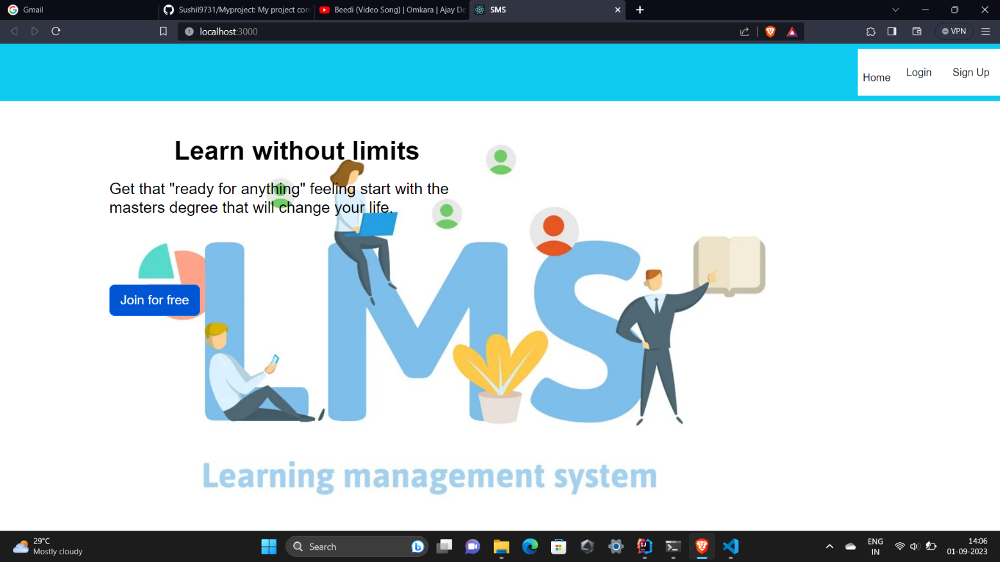 Gmail
Sushil9731/Myproject: My project con
Beedi (Video Song) | Omkara | Ajay De
SMS
localhost:3000
VPN
Home
Login
Sign Up
Learn without limits
Get that "ready for anything" feeling start with the
masters degree that will change your life.
Join for free
LMS
Learning management system
29°C
Mostly cloudy
Search
ENG
IN
14:06
01-09-2023